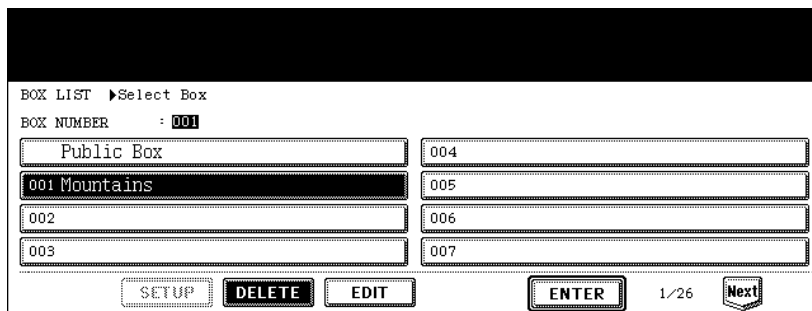 BOX LIST ▶Select Box
BOX NUMBER : 001
Public Box
001 Mountains
002
003
004
005
006
007
SETUP DELETE EDIT ENTER 1/26 Next